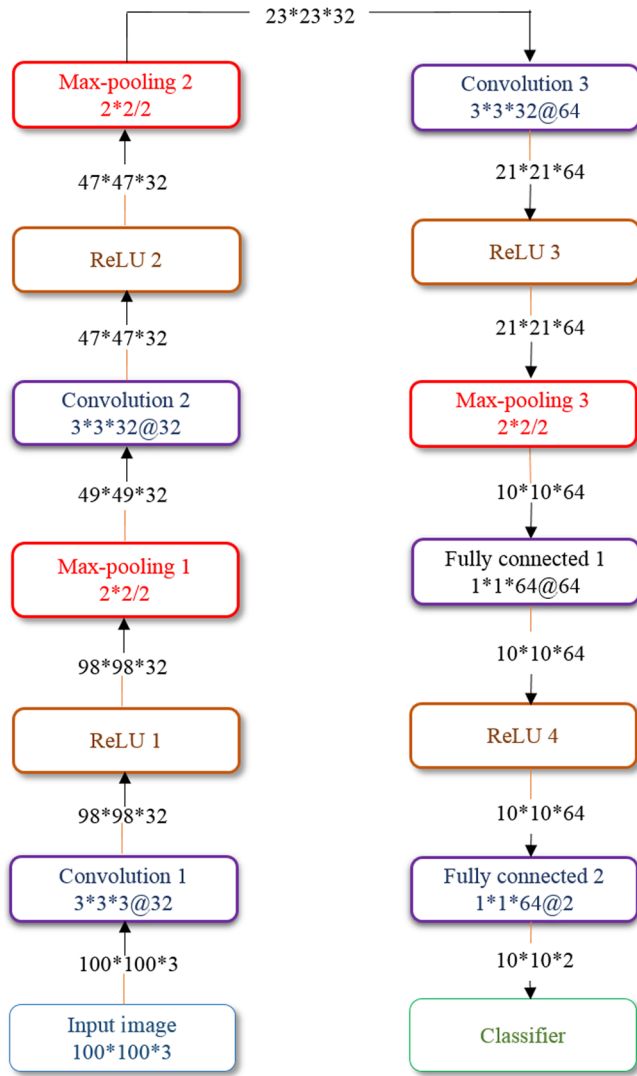 23*23*32
Max-pooling 2
2*2/2
47*47*32
ReLU 2
47*47*32
Convolution 2
3*3*32@32
49*49*32
Max-pooling 1
2*2/2
98*98*32
ReLU 1
98*98*32
Convolution 1
3*3*3@32
100*100*3
Input image
100*100*3
Convolution 3
3*3*32@64
21*21*64
ReLU 3
21*21*64
Max-pooling 3
2*2/2
10*10*64
Fully connected 1
1*1*64@64
10*10*64
ReLU 4
10*10*64
Fully connected 2
1*1*64@2
10*10*2
Classifier